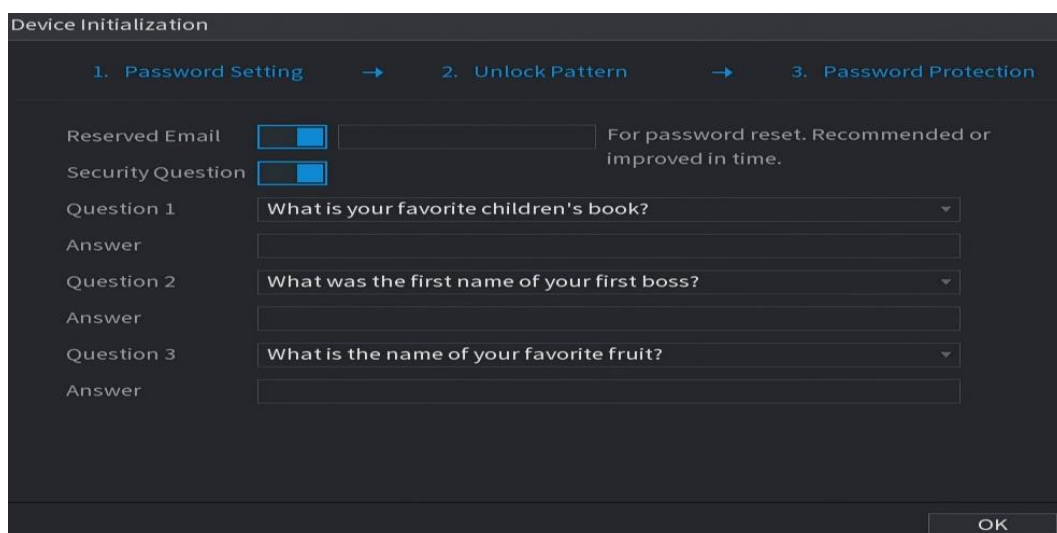 Device Initialization
1. Password Setting → 2. Unlock Pattern → 3. Password Protection
Reserved Email For password reset. Recommended or
improved in time.
Security Question
Question 1 What is your favorite children's book?
Answer
Question 2 What was the first name of your first boss?
Answer
Question 3 What is the name of your favorite fruit?
Answer
OK